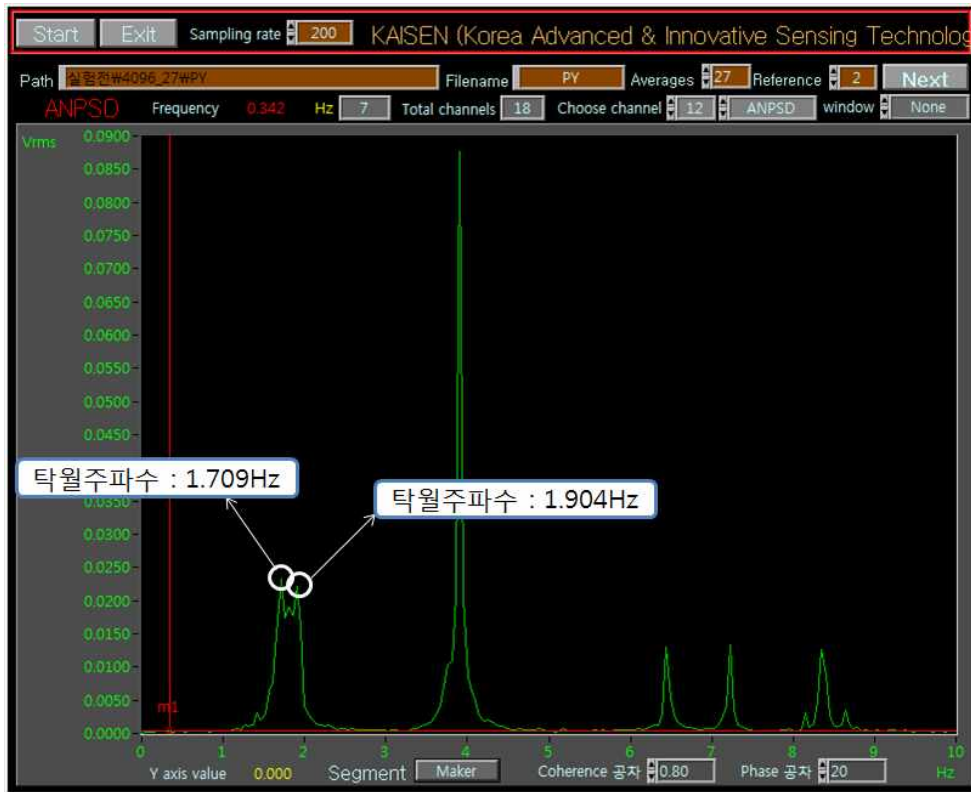 Start Exit Sampling rate 200 KAISEN (Korea Advanced & Innovative Sensing Technolog
Path 실험전₩4096_27₩PY Filename PY Averages 27 Reference 2 Next
ANPSD Frequency 0.342 Hz 7 Total channels 18 Choose channel 12 ANPSD window None
Vrms 0.0900
0.0850
0.0800
0.0750
0.0700
0.0650
0.0600
0.0550
0.0500
0.0450
탁월주파수 : 1.709Hz
탁월주파수 : 1.904Hz
0.0350
0.0300
0.0250
0.0200
0.0150
0.0100
0.0050 m1
0.0000
0 1 2 3 4 5 6 7 8 9 10
Y axis value 0.000 Segment Maker Coherence 공차 0.80 Phase 공차 20 Hz